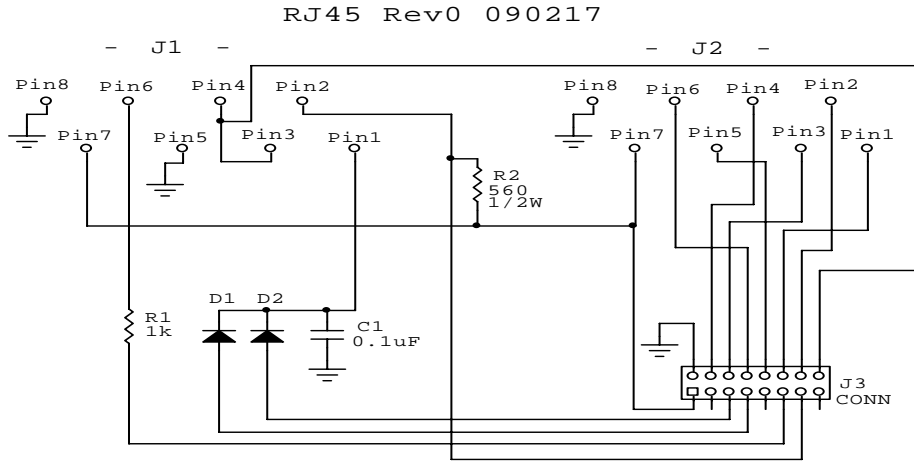 RJ45 Rev0 090217
- J1 -
- J2 -
Pin8 Pin6 Pin4 Pin2
Pin8 Pin6 Pin4 Pin2
Pin7 Pin5 Pin3 Pin1
Pin7 Pin5 Pin3 Pin1
R2
560
1/2W
D1 D2
R1
1k
C1
0.1uF
J3
CONN